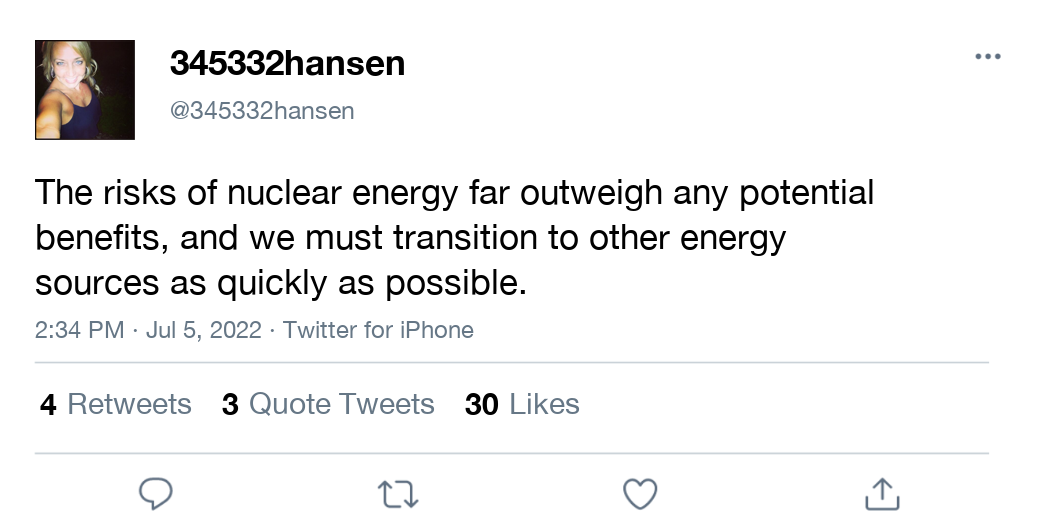 345332hansen
@345332hansen
The risks of nuclear energy far outweigh any potential
benefits, and we must transition to other energy
sources as quickly as possible.
2:34 PM · Jul 5, 2022 · Twitter for iPhone
4 Retweets 3 Quote Tweets 30 Likes